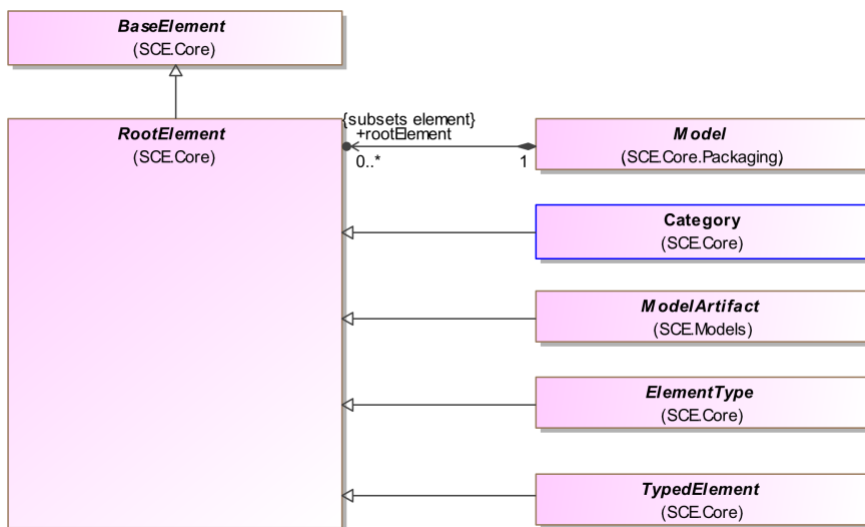 BaseElement
(SCE.Core)
RootElement
(SCE.Core)
{subsets element}
+rootElement
0..*
1
Model
(SCE.Core.Packaging)
Category
(SCE.Core)
ModelArtifact
(SCE.Models)
ElementType
(SCE.Core)
TypedElement
(SCE.Core)